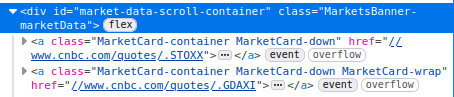 <div id="market-data-scroll-container" class="MarketsBanner-
marketData"> flex
<a class="MarketCard-container MarketCard-down" href="//
www.cnbc.com/quotes/.STOXX"> ··· </a> event overflow
<a class="MarketCard-container MarketCard-down MarketCard-wrap"
href="//www.cnbc.com/quotes/.GDAXI"> ··· </a> event overflow